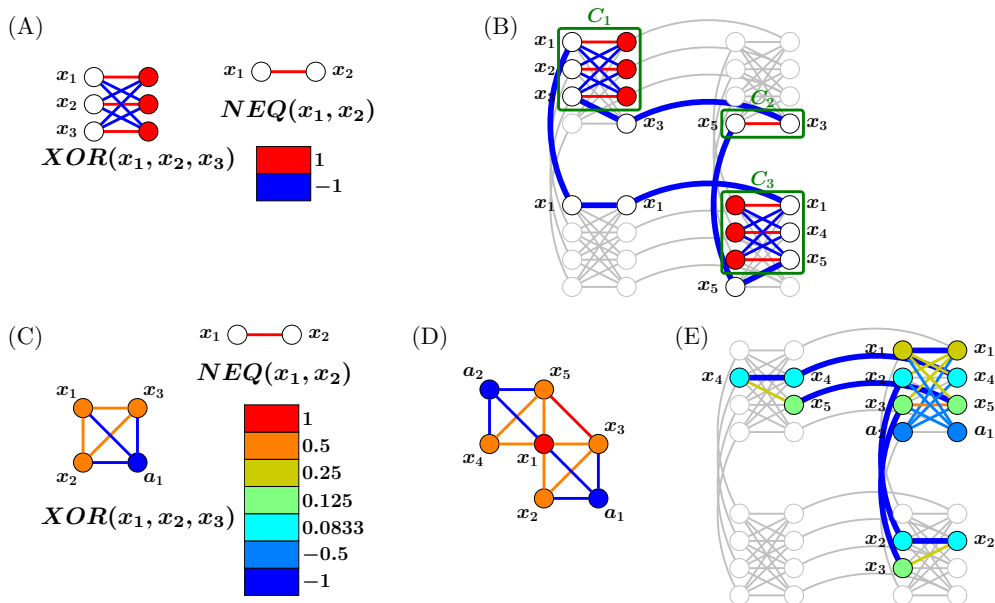 (A)
x₁
x₂
x₃
XOR(x₁, x₂, x₃)
x₁ x₂
NEQ(x₁, x₂)
1
−1
(B)
C₁
x₁
x₂
x₃
x₃
C₂
x₅ x₃
x₁ x₁
C₃
x₁
x₄
x₅
x₅
(C)
x₁ x₂
NEQ(x₁, x₂)
x₁ x₃
x₂ a₁
XOR(x₁, x₂, x₃)
1
0.5
0.25
0.125
0.0833
−0.5
−1
(D)
a₂ x₅
x₃
x₄ x₁
x₂ a₁
(E)
x₁ x₁
x₄ x₄ x₂ x₄
x₅ x₃ x₅
a₁
x₂ x₂
x₃